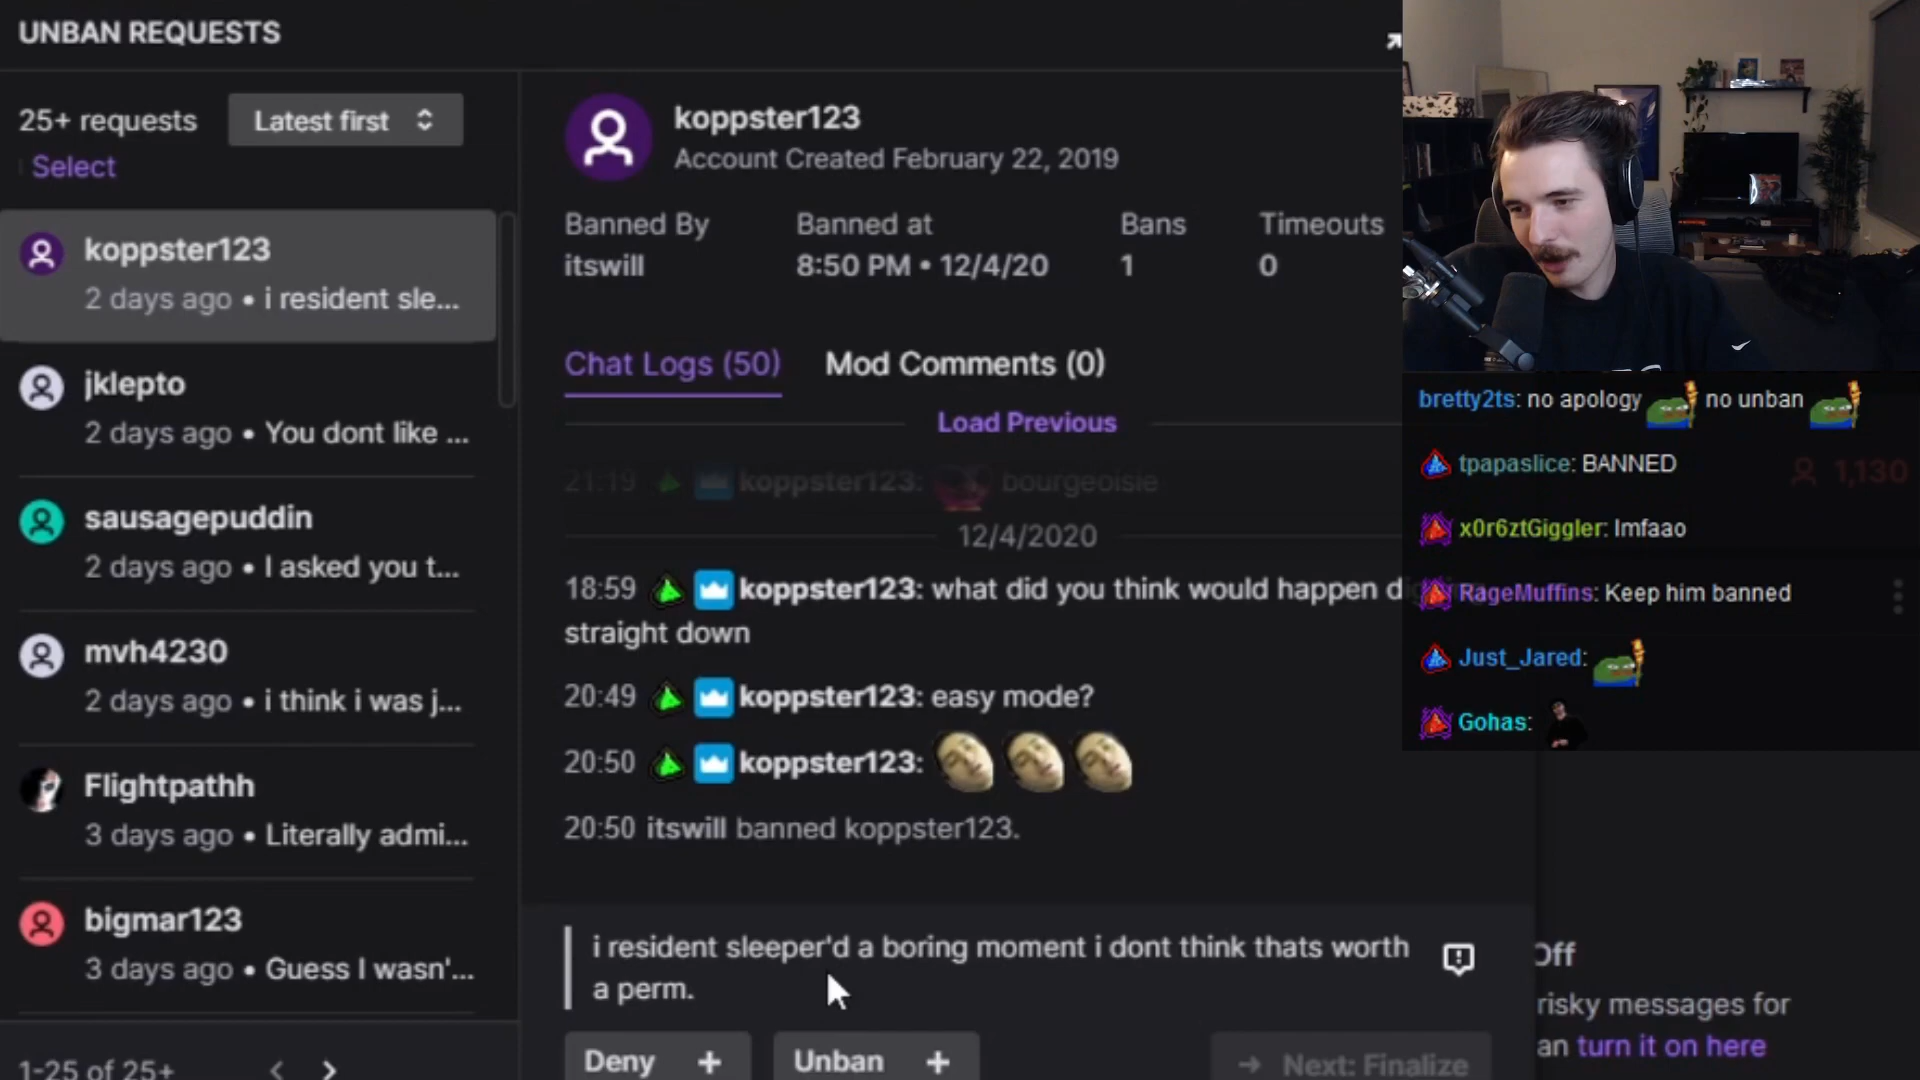 UNBAN REQUESTS
25+ requests
Latest first
Select
koppster123
2 days ago • i resident sle...
jklepto
2 days ago • You dont like ...
sausagepuddin
2 days ago • I asked you t...
mvh4230
2 days ago • i think i was j...
Flightpathh
3 days ago • Literally admi...
bigmar123
3 days ago • Guess I wasn'...
1-25 of 25+
koppster123
Account Created February 22, 2019
Banned By
itswill
Banned at
8:50 PM • 12/4/20
Bans
1
Timeouts
0
Chat Logs (50)
Mod Comments (0)
Load Previous
21:19 koppster123: bourgeoisie
12/4/2020
18:59 koppster123: what did you think would happen
straight down
20:49 koppster123: easy mode?
20:50 koppster123:
20:50 itswill banned koppster123.
i resident sleeper'd a boring moment i dont think thats worth
a perm.
Deny +
Unban +
→ Next: Finalize
bretty2ts: no apology no unban
tpapaslice: BANNED
1,130
x0r6ztGiggler: lmfaao
RageMuffins: Keep him banned
Just_Jared:
Gohas:
Off
risky messages for
an turn it on here